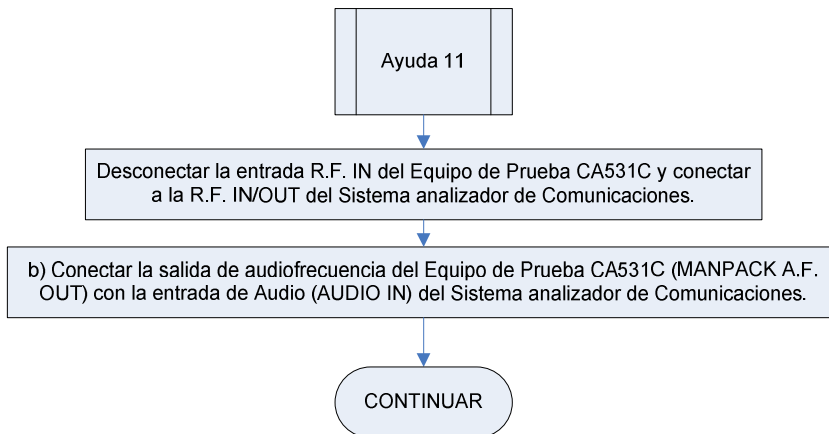 Ayuda 11
Desconectar la entrada R.F. IN del Equipo de Prueba CA531C y conectar
a la R.F. IN/OUT del Sistema analizador de Comunicaciones.
b) Conectar la salida de audiofrecuencia del Equipo de Prueba CA531C (MANPACK A.F.
OUT) con la entrada de Audio (AUDIO IN) del Sistema analizador de Comunicaciones.
CONTINUAR